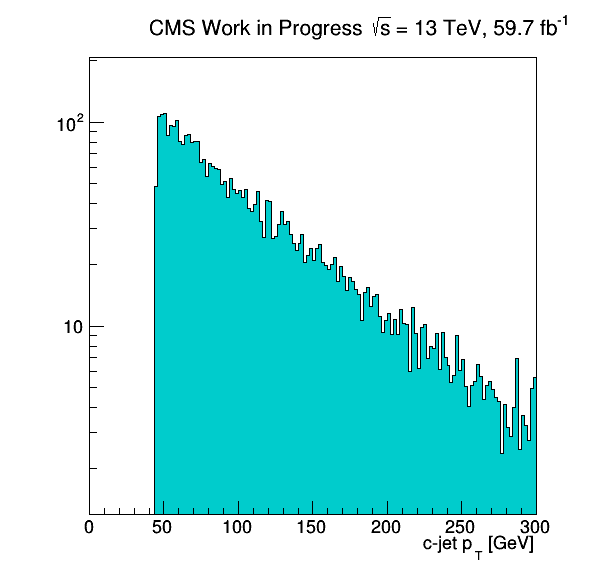 CMS Work in Progress √s = 13 TeV, 59.7 fb⁻¹
10²
10
0 50 100 150 200 250 300
c-jet p_T [GeV]